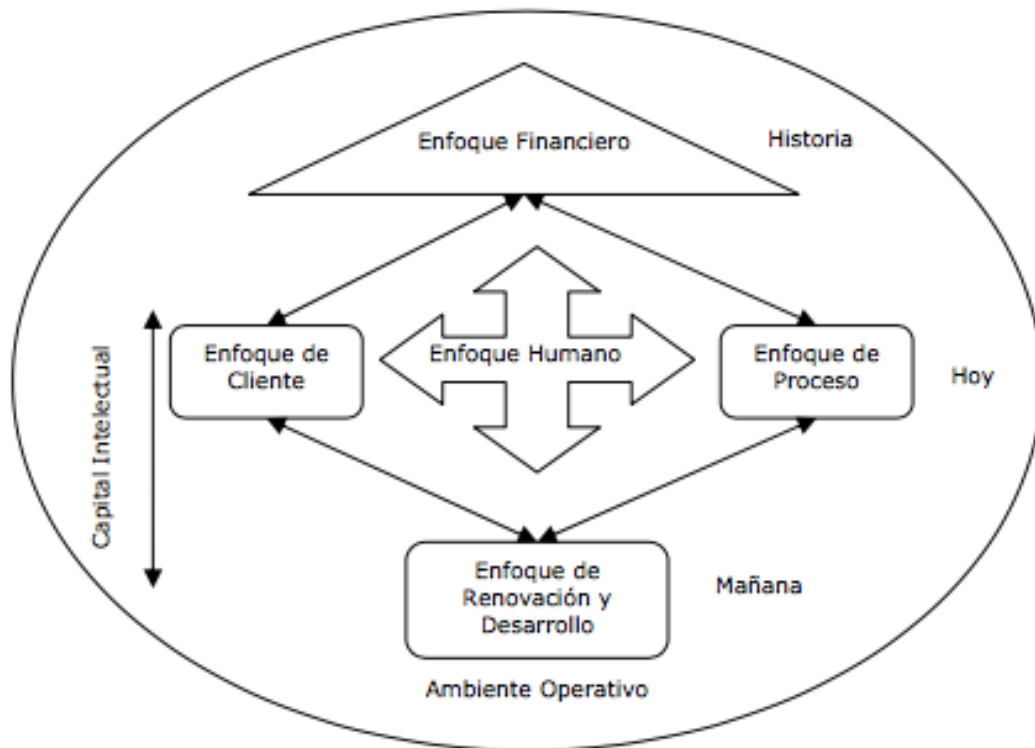 Enfoque Financiero
Historia
Enfoque de
Cliente
Enfoque Humano
Enfoque de
Proceso
Hoy
Capital Intelectual
Enfoque de
Renovación y
Desarrollo
Mañana
Ambiente Operativo